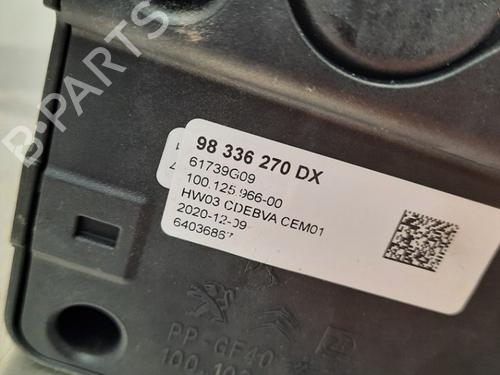 B-Parts
98 336 270 DX
61739G09
100.125.966-00
HW03 CDEBVA CEM01
2020-12-09
64036867
PP-GF40